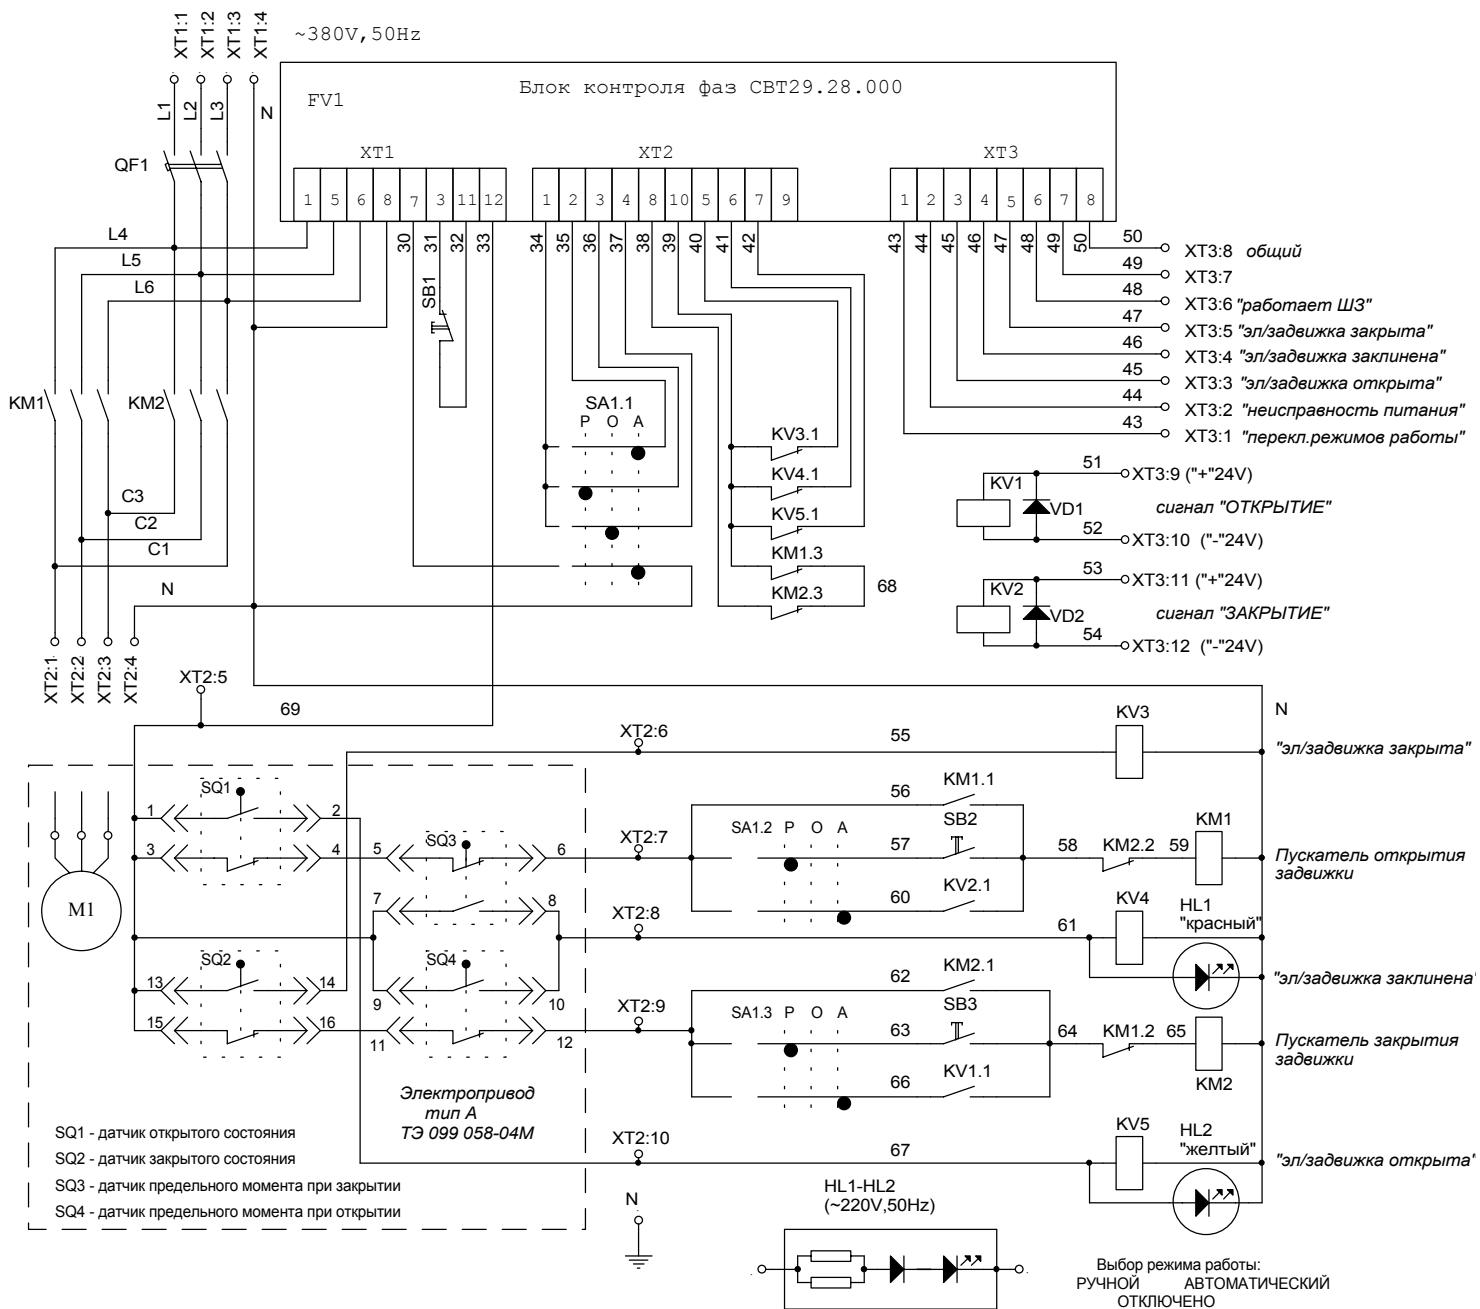 XT1:1 XT1:2 XT1:3 XT1:4
~380V,50Hz
L1 L2 L3 N
FV1
Блок контроля фаз СВТ29.28.000
XT1 XT2 XT3
1 5 6 8 7 3 11 12
1 2 3 4 8 10 5 6 7 9
1 2 3 4 5 6 7 8
QF1
30 31 32 33
34 35 36 37 38 39 40 41 42
43 44 45 46 47 48 49 50
L4
L5
L6
SB1
50 XT3:8 общий
49 XT3:7
48 XT3:6 "работает ШЗ"
47 XT3:5 "эл/задвижка закрыта"
46 XT3:4 "эл/задвижка заклинена"
45 XT3:3 "эл/задвижка открыта"
44 XT3:2 "неисправность питания"
43 XT3:1 "перекл.режимов работы"
KM1 KM2
SA1.1
Р О А
KV3.1
KV4.1
KV5.1
KM1.3
KM2.3
68
C3
C2
C1
N
51 XT3:9 ("+"24V)
KV1 VD1 сигнал "ОТКРЫТИЕ"
52 XT3:10 ("-"24V)
53 XT3:11 ("+"24V)
KV2 VD2 сигнал "ЗАКРЫТИЕ"
54 XT3:12 ("-"24V)
XT2:1 XT2:2 XT2:3 XT2:4
XT2:5
69
N
XT2:6 55 KV3 "эл/задвижка закрыта"
SQ1
1 2
3 4 5 SQ3 6
7 8
M1
13 SQ2 14 9 SQ4 10
15 16 11 12
56 KM1.1
XT2:7 SA1.2 Р О А 57 SB2 58 KM2.2 59 KM1
Пускатель открытия
задвижки
60 KV2.1
XT2:8 61 KV4 HL1
"красный"
"эл/задвижка заклинена"
62 KM2.1
XT2:9 SA1.3 Р О А 63 SB3 64 KM1.2 65 KM2
Пускатель закрытия
задвижки
66 KV1.1
XT2:10 67 KV5 HL2
"желтый"
"эл/задвижка открыта"
Электропривод
тип А
ТЭ 099 058-04М
SQ1 - датчик открытого состояния
SQ2 - датчик закрытого состояния
SQ3 - датчик предельного момента при закрытии
SQ4 - датчик предельного момента при открытии
N
HL1-HL2
(~220V,50Hz)
Выбор режима работы:
РУЧНОЙ АВТОМАТИЧЕСКИЙ
ОТКЛЮЧЕНО